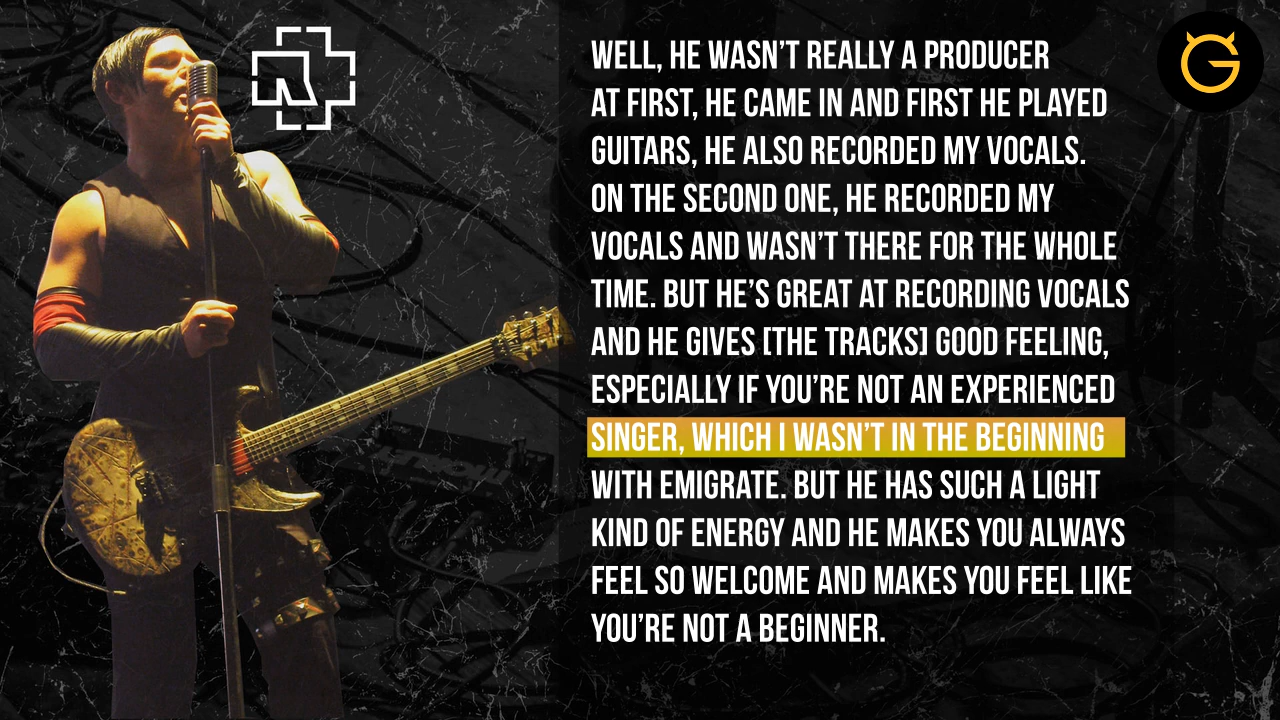 WELL, HE WASN'T REALLY A PRODUCER
AT FIRST, HE CAME IN AND FIRST HE PLAYED
GUITARS, HE ALSO RECORDED MY VOCALS.
ON THE SECOND ONE, HE RECORDED MY
VOCALS AND WASN'T THERE FOR THE WHOLE
TIME. BUT HE'S GREAT AT RECORDING VOCALS
AND HE GIVES [THE TRACKS] GOOD FEELING,
ESPECIALLY IF YOU'RE NOT AN EXPERIENCED
SINGER, WHICH I WASN'T IN THE BEGINNING
WITH EMIGRATE. BUT HE HAS SUCH A LIGHT
KIND OF ENERGY AND HE MAKES YOU ALWAYS
FEEL SO WELCOME AND MAKES YOU FEEL LIKE
YOU'RE NOT A BEGINNER.